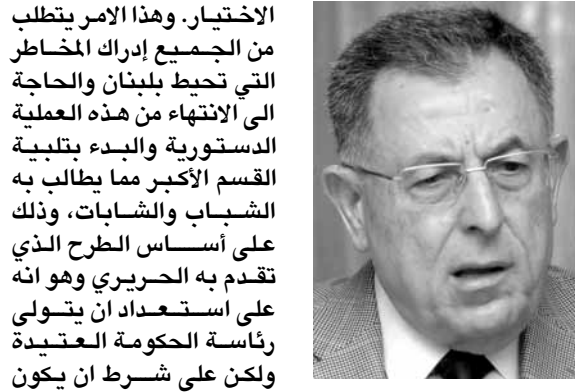 الاختيار. وهذا الامر يتطلب
من الجميع إدراك المخاطر
التي تحيط بلبنان والحاجة
الى الانتهاء من هذه العملية
الدستورية والبدء بتلبية
القسم الأكبر مما يطالب به
الشباب والشابات، وذلك
على أساس الطرح الذي
تقدم به الحريري وهو انه
على استعداد ان يتولى
رئاسة الحكومة العتيدة
ولكن على شرط ان يكون